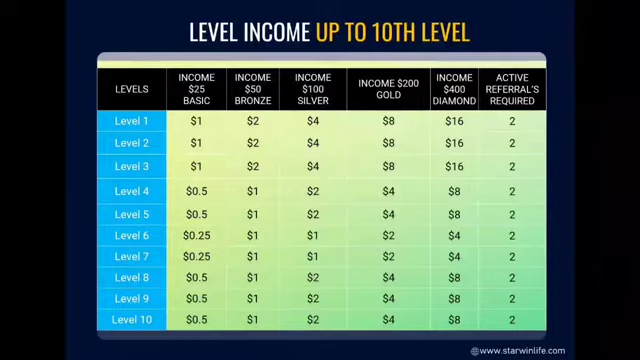 LEVEL INCOME UP TO 10TH LEVEL
LEVELS INCOME $25 BASIC INCOME $50 BRONZE INCOME $100 SILVER INCOME $200 GOLD INCOME $400 DIAMOND ACTIVE REFERRAL'S REQUIRED
Level 1 $1 $2 $4 $8 $16 2
Level 2 $1 $2 $4 $8 $16 2
Level 3 $1 $2 $4 $8 $16 2
Level 4 $0.5 $1 $2 $4 $8 2
Level 5 $0.5 $1 $2 $4 $8 2
Level 6 $0.25 $1 $1 $2 $4 2
Level 7 $0.25 $1 $1 $2 $4 2
Level 8 $0.5 $1 $2 $4 $8 2
Level 9 $0.5 $1 $2 $4 $8 2
Level 10 $0.5 $1 $2 $4 $8 2
www.starwinlife.com